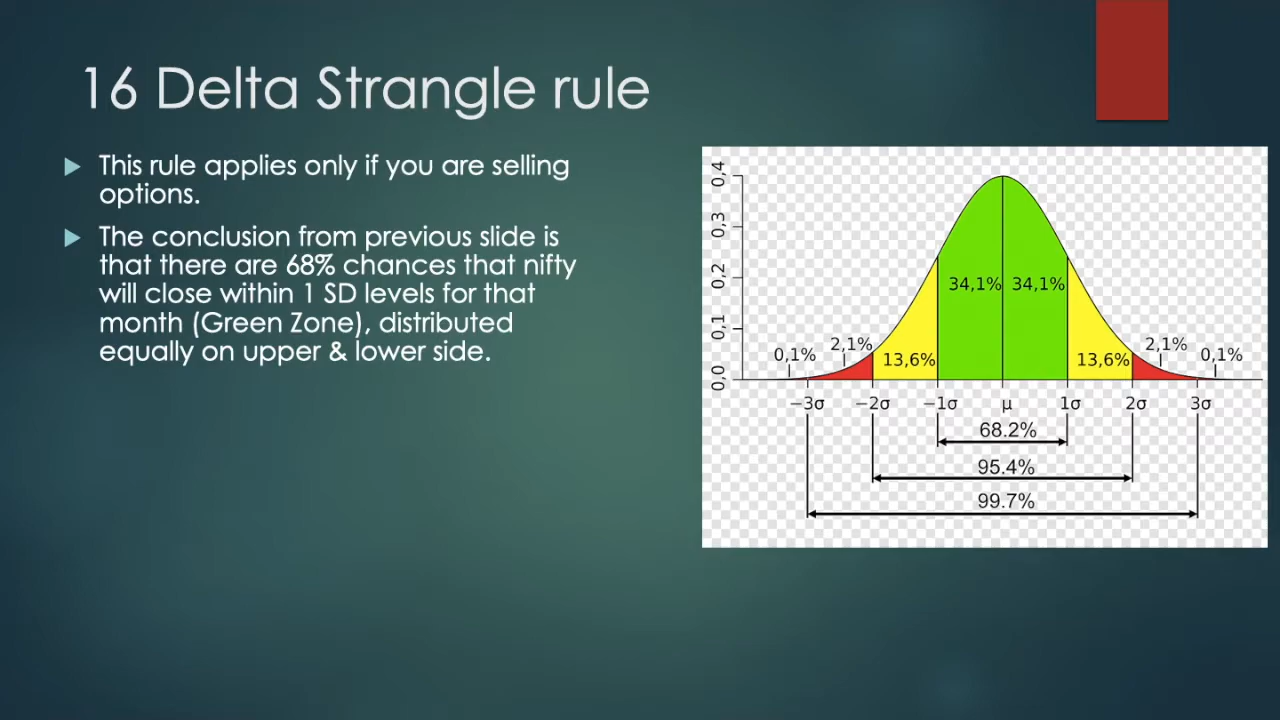 16 Delta Strangle rule
This rule applies only if you are selling
options.
The conclusion from previous slide is
that there are 68% chances that nifty
will close within 1 SD levels for that
month (Green Zone), distributed
equally on upper & lower side.
0,4
0,3
0,2
0,1
0,0
34,1% 34,1%
0,1% 2,1% 13,6% 13,6% 2,1% 0,1%
−3σ −2σ −1σ μ 1σ 2σ 3σ
68.2%
95.4%
99.7%